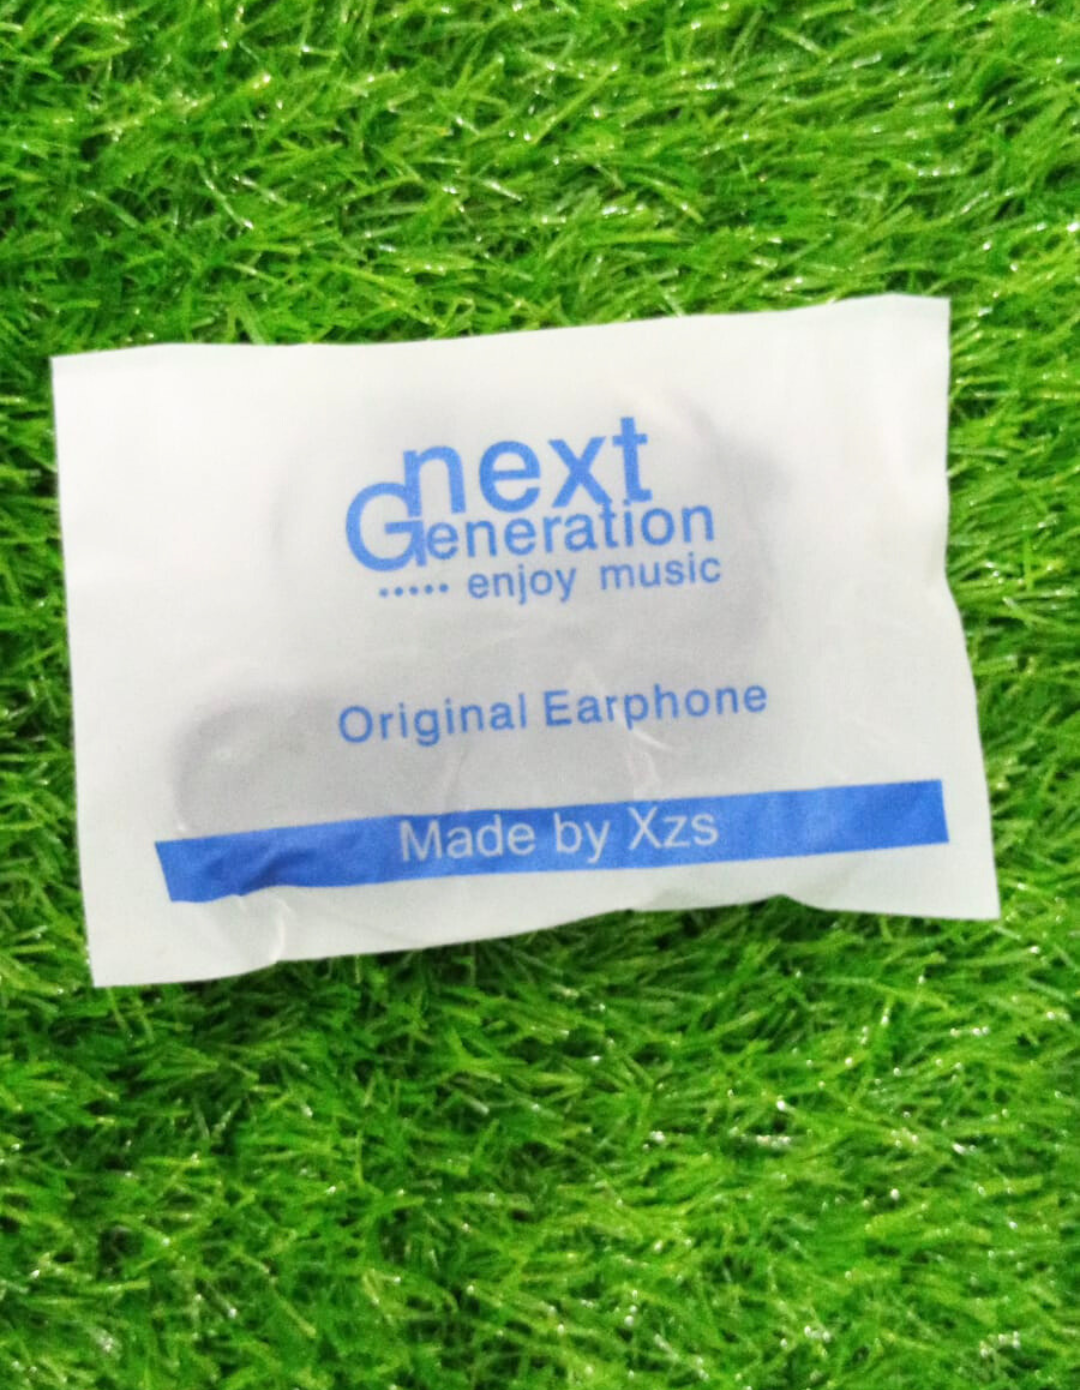 next
Generation
..... enjoy music
Original Earphone
Made by Xzs